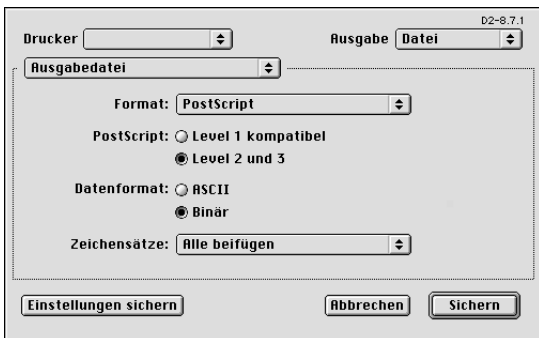 D2-8.7.1
Drucker Ausgabe Datei
Ausgabedatei
Format: PostScript
PostScript: Level 1 kompatibel
Level 2 und 3
Datenformat: ASCII
Binär
Zeichensätze: Alle beifügen
Einstellungen sichern Abbrechen Sichern